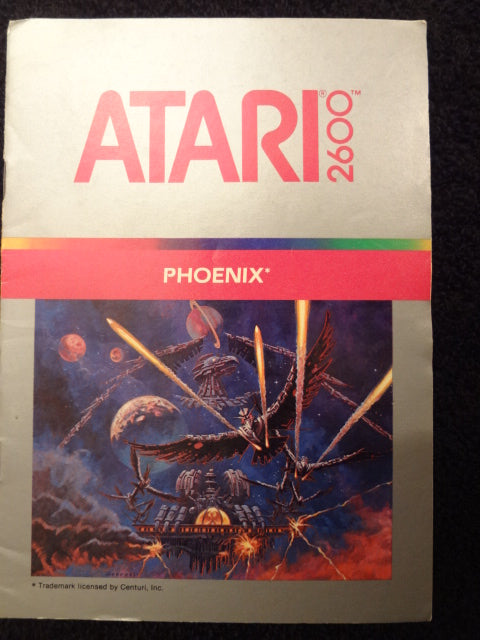 ATARI® 2600™
PHOENIX*
* Trademark licensed by Centuri, Inc.